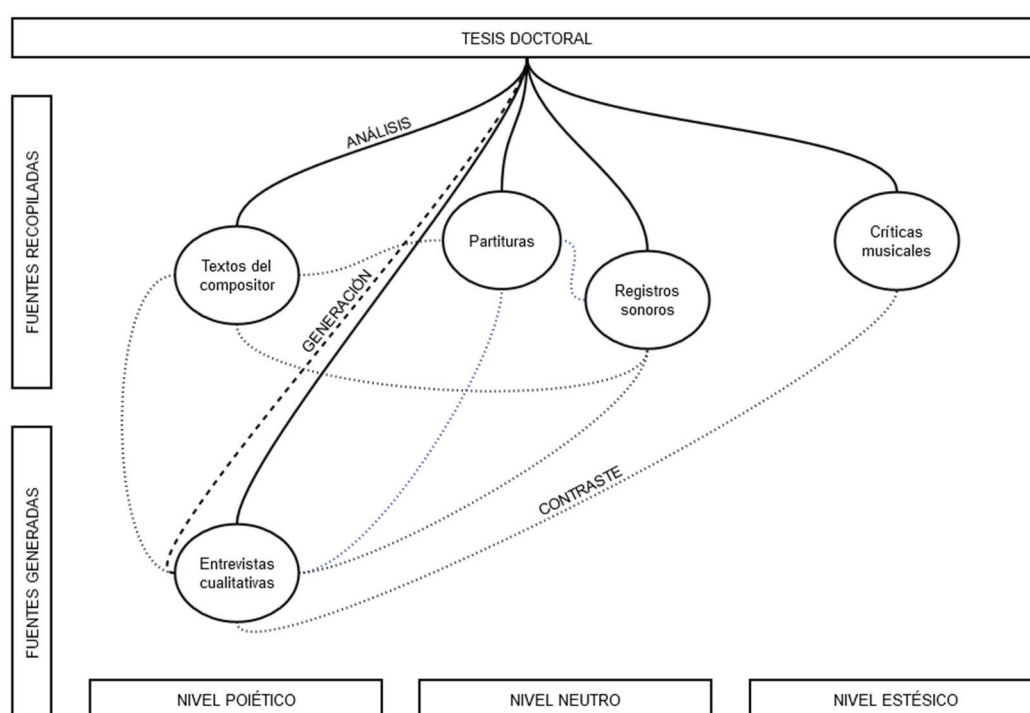 TESIS DOCTORAL
FUENTES RECOPILADAS
ANÁLISIS
Textos del
compositor
Partituras
Registros
sonoros
Críticas
musicales
GENERACIÓN
FUENTES GENERADAS
CONTRASTE
Entrevistas
cualitativas
NIVEL POIÉTICO
NIVEL NEUTRO
NIVEL ESTÉSICO